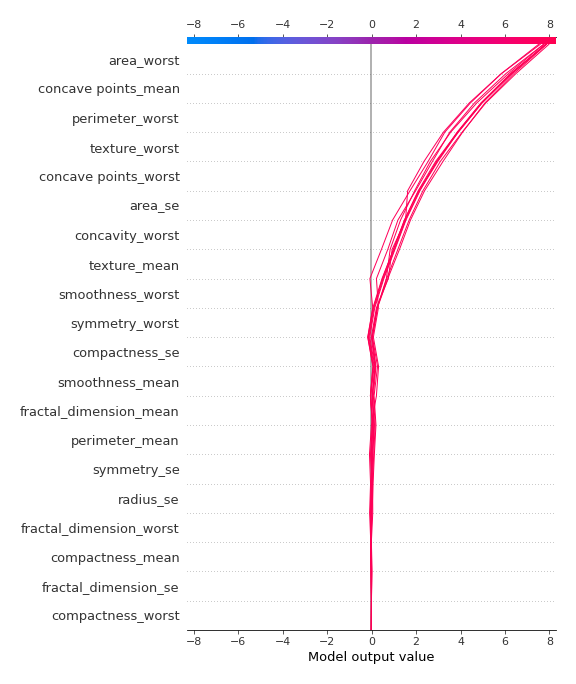 −8 −6 −4 −2 0 2 4 6 8
area_worst
concave points_mean
perimeter_worst
texture_worst
concave points_worst
area_se
concavity_worst
texture_mean
smoothness_worst
symmetry_worst
compactness_se
smoothness_mean
fractal_dimension_mean
perimeter_mean
symmetry_se
radius_se
fractal_dimension_worst
compactness_mean
fractal_dimension_se
compactness_worst
−8 −6 −4 −2 0 2 4 6 8
Model output value